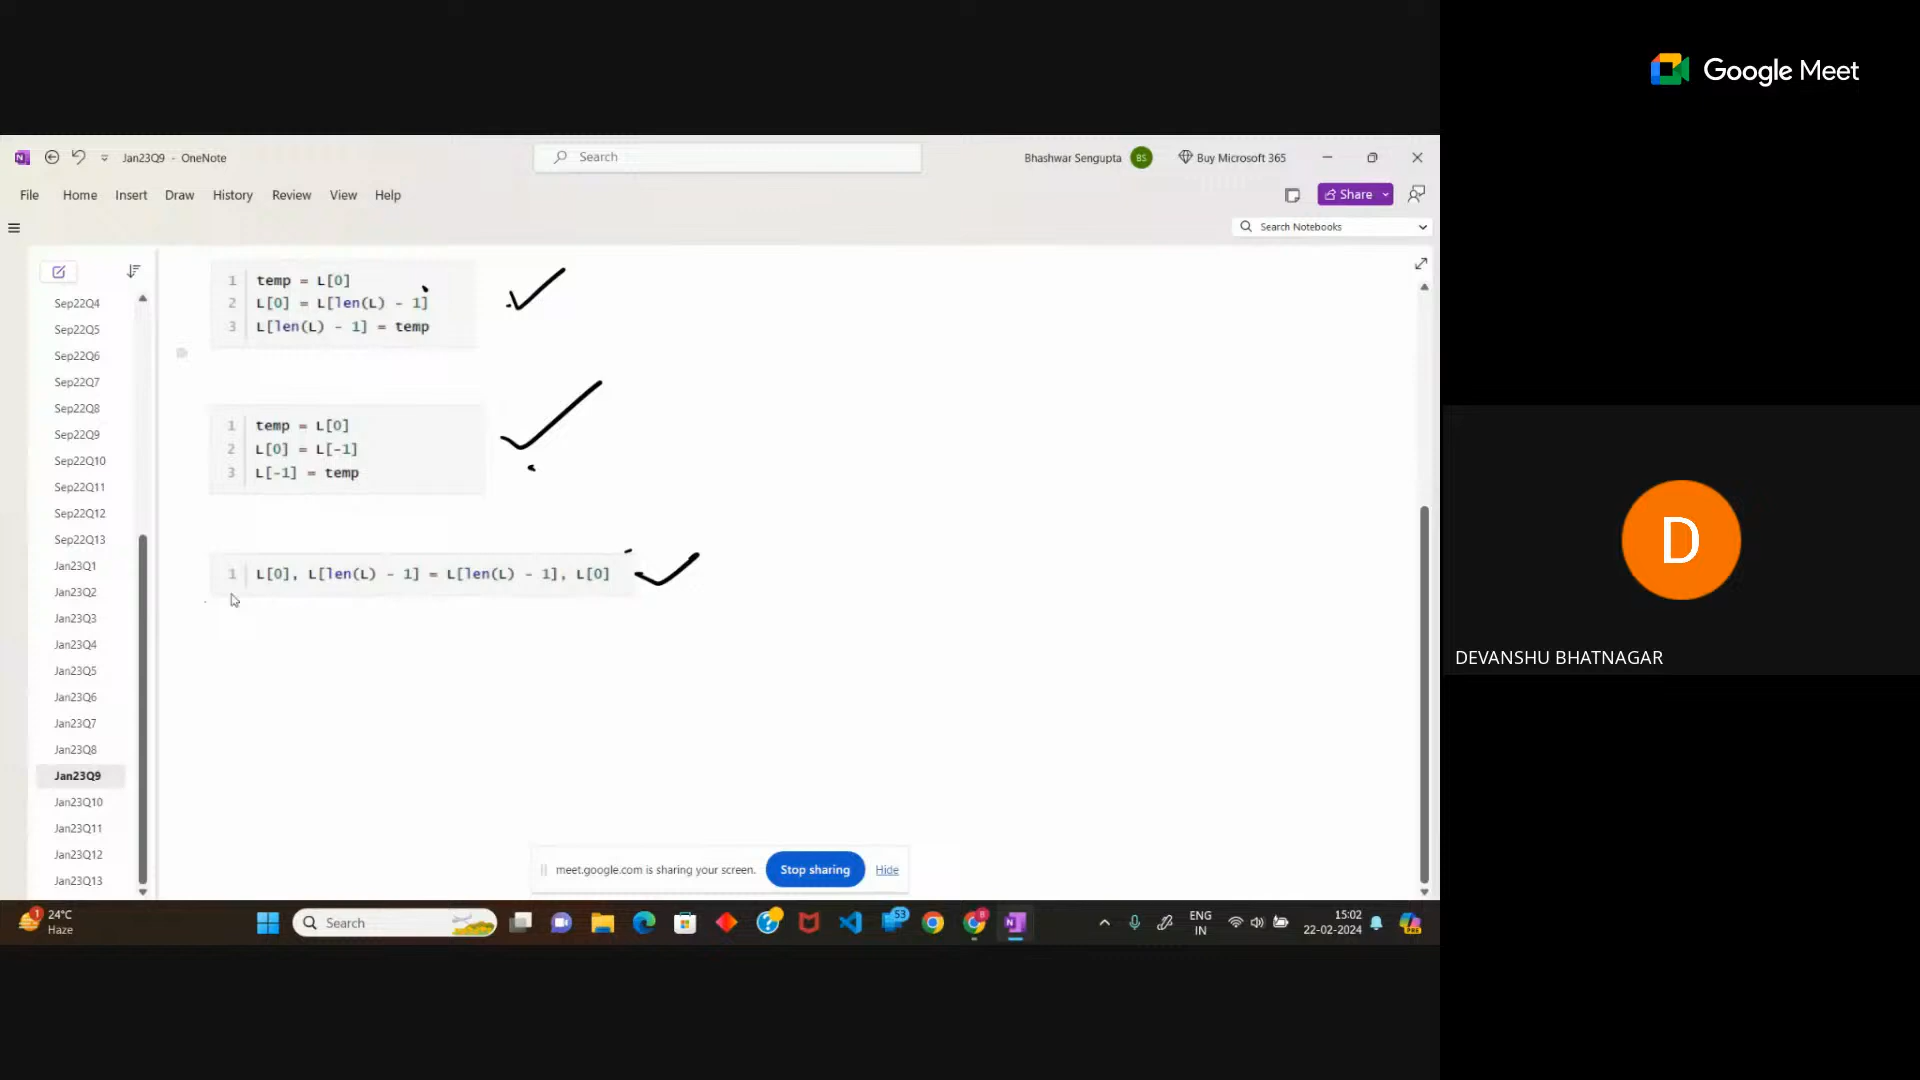 Google Meet
Jan23Q9 - OneNote
Search
Bhashwar Sengupta
BS
Buy Microsoft 365
File
Home
Insert
Draw
History
Review
View
Help
Share
Search Notebooks
Sep22Q4
Sep22Q5
Sep22Q6
Sep22Q7
Sep22Q8
Sep22Q9
Sep22Q10
Sep22Q11
Sep22Q12
Sep22Q13
Jan23Q1
Jan23Q2
Jan23Q3
Jan23Q4
Jan23Q5
Jan23Q6
Jan23Q7
Jan23Q8
Jan23Q9
Jan23Q10
Jan23Q11
Jan23Q12
Jan23Q13
1 temp = L[0]
2 L[0] = L[len(L) - 1]
3 L[len(L) - 1] = temp
1 temp = L[0]
2 L[0] = L[-1]
3 L[-1] = temp
1 L[0], L[len(L) - 1] = L[len(L) - 1], L[0]
meet.google.com is sharing your screen.
Stop sharing
Hide
D
DEVANSHU BHATNAGAR
1
24°C
Haze
Search
53
ENG
IN
15:02
22-02-2024
PRE